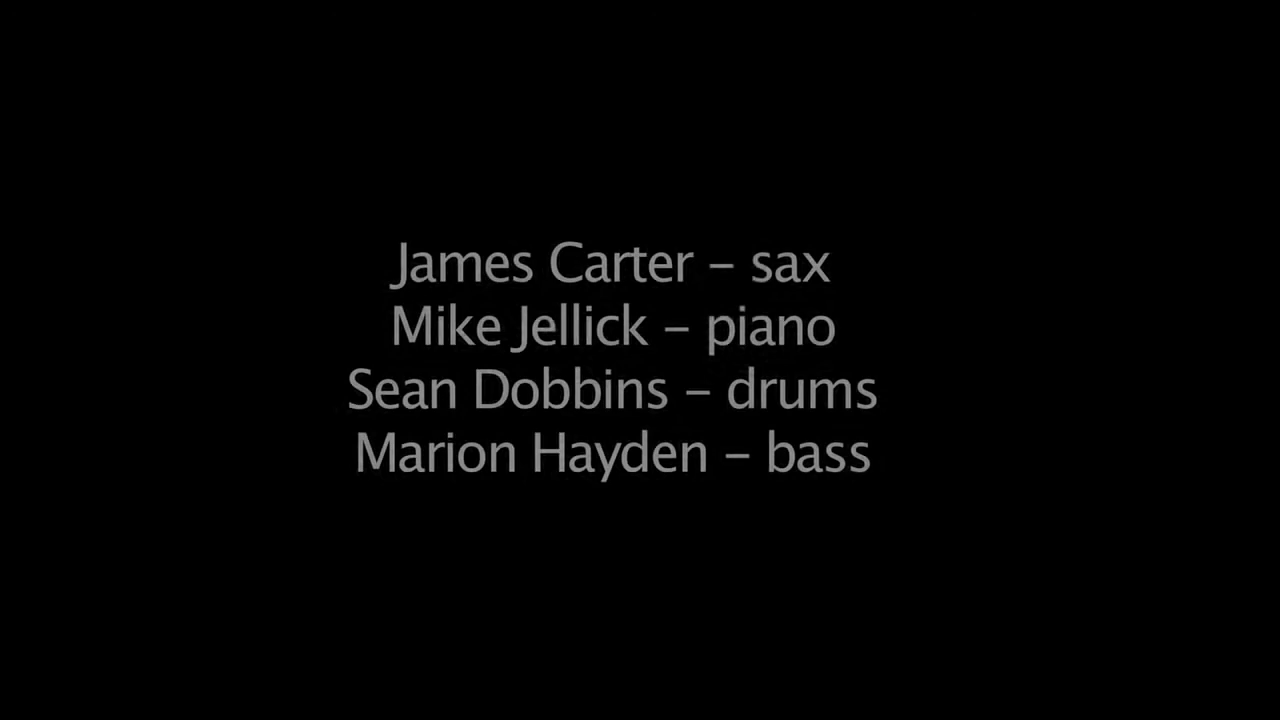 James Carter – sax
Mike Jellick – piano
Sean Dobbins – drums
Marion Hayden – bass